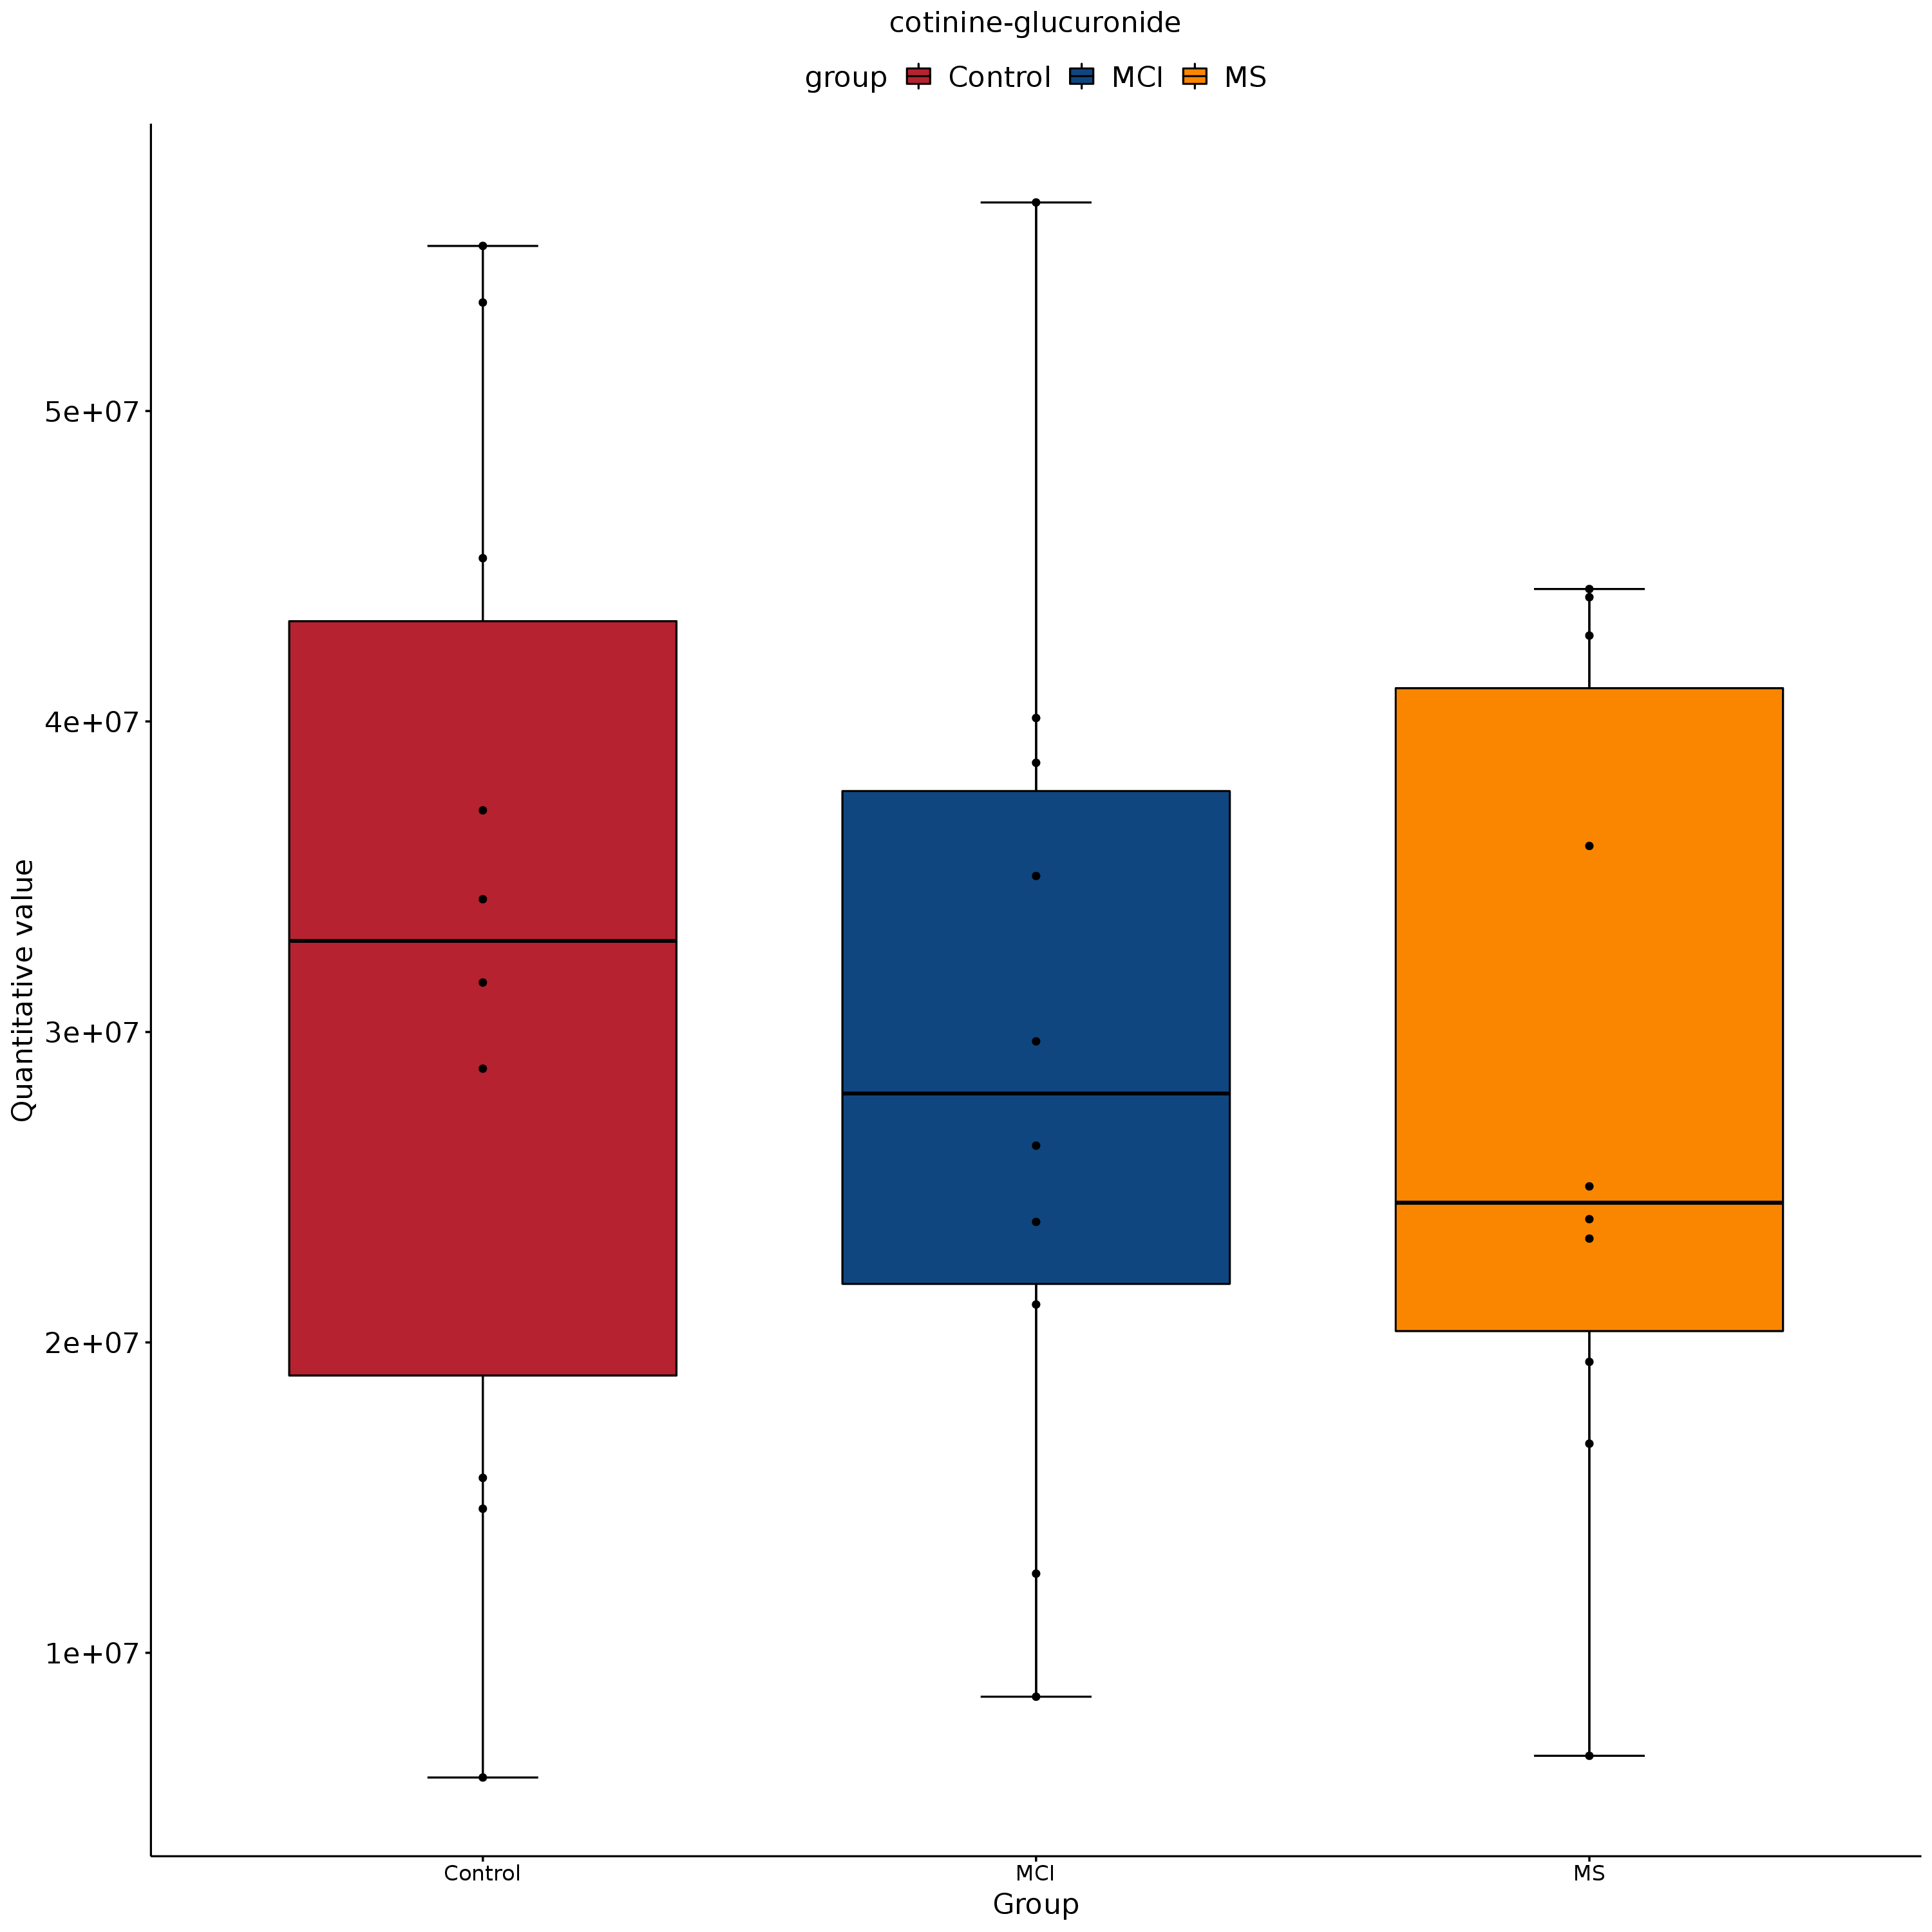 cotinine-glucuronide
group Control MCI MS
Quantitative value
5e+07
4e+07
3e+07
2e+07
1e+07
Control MCI MS
Group